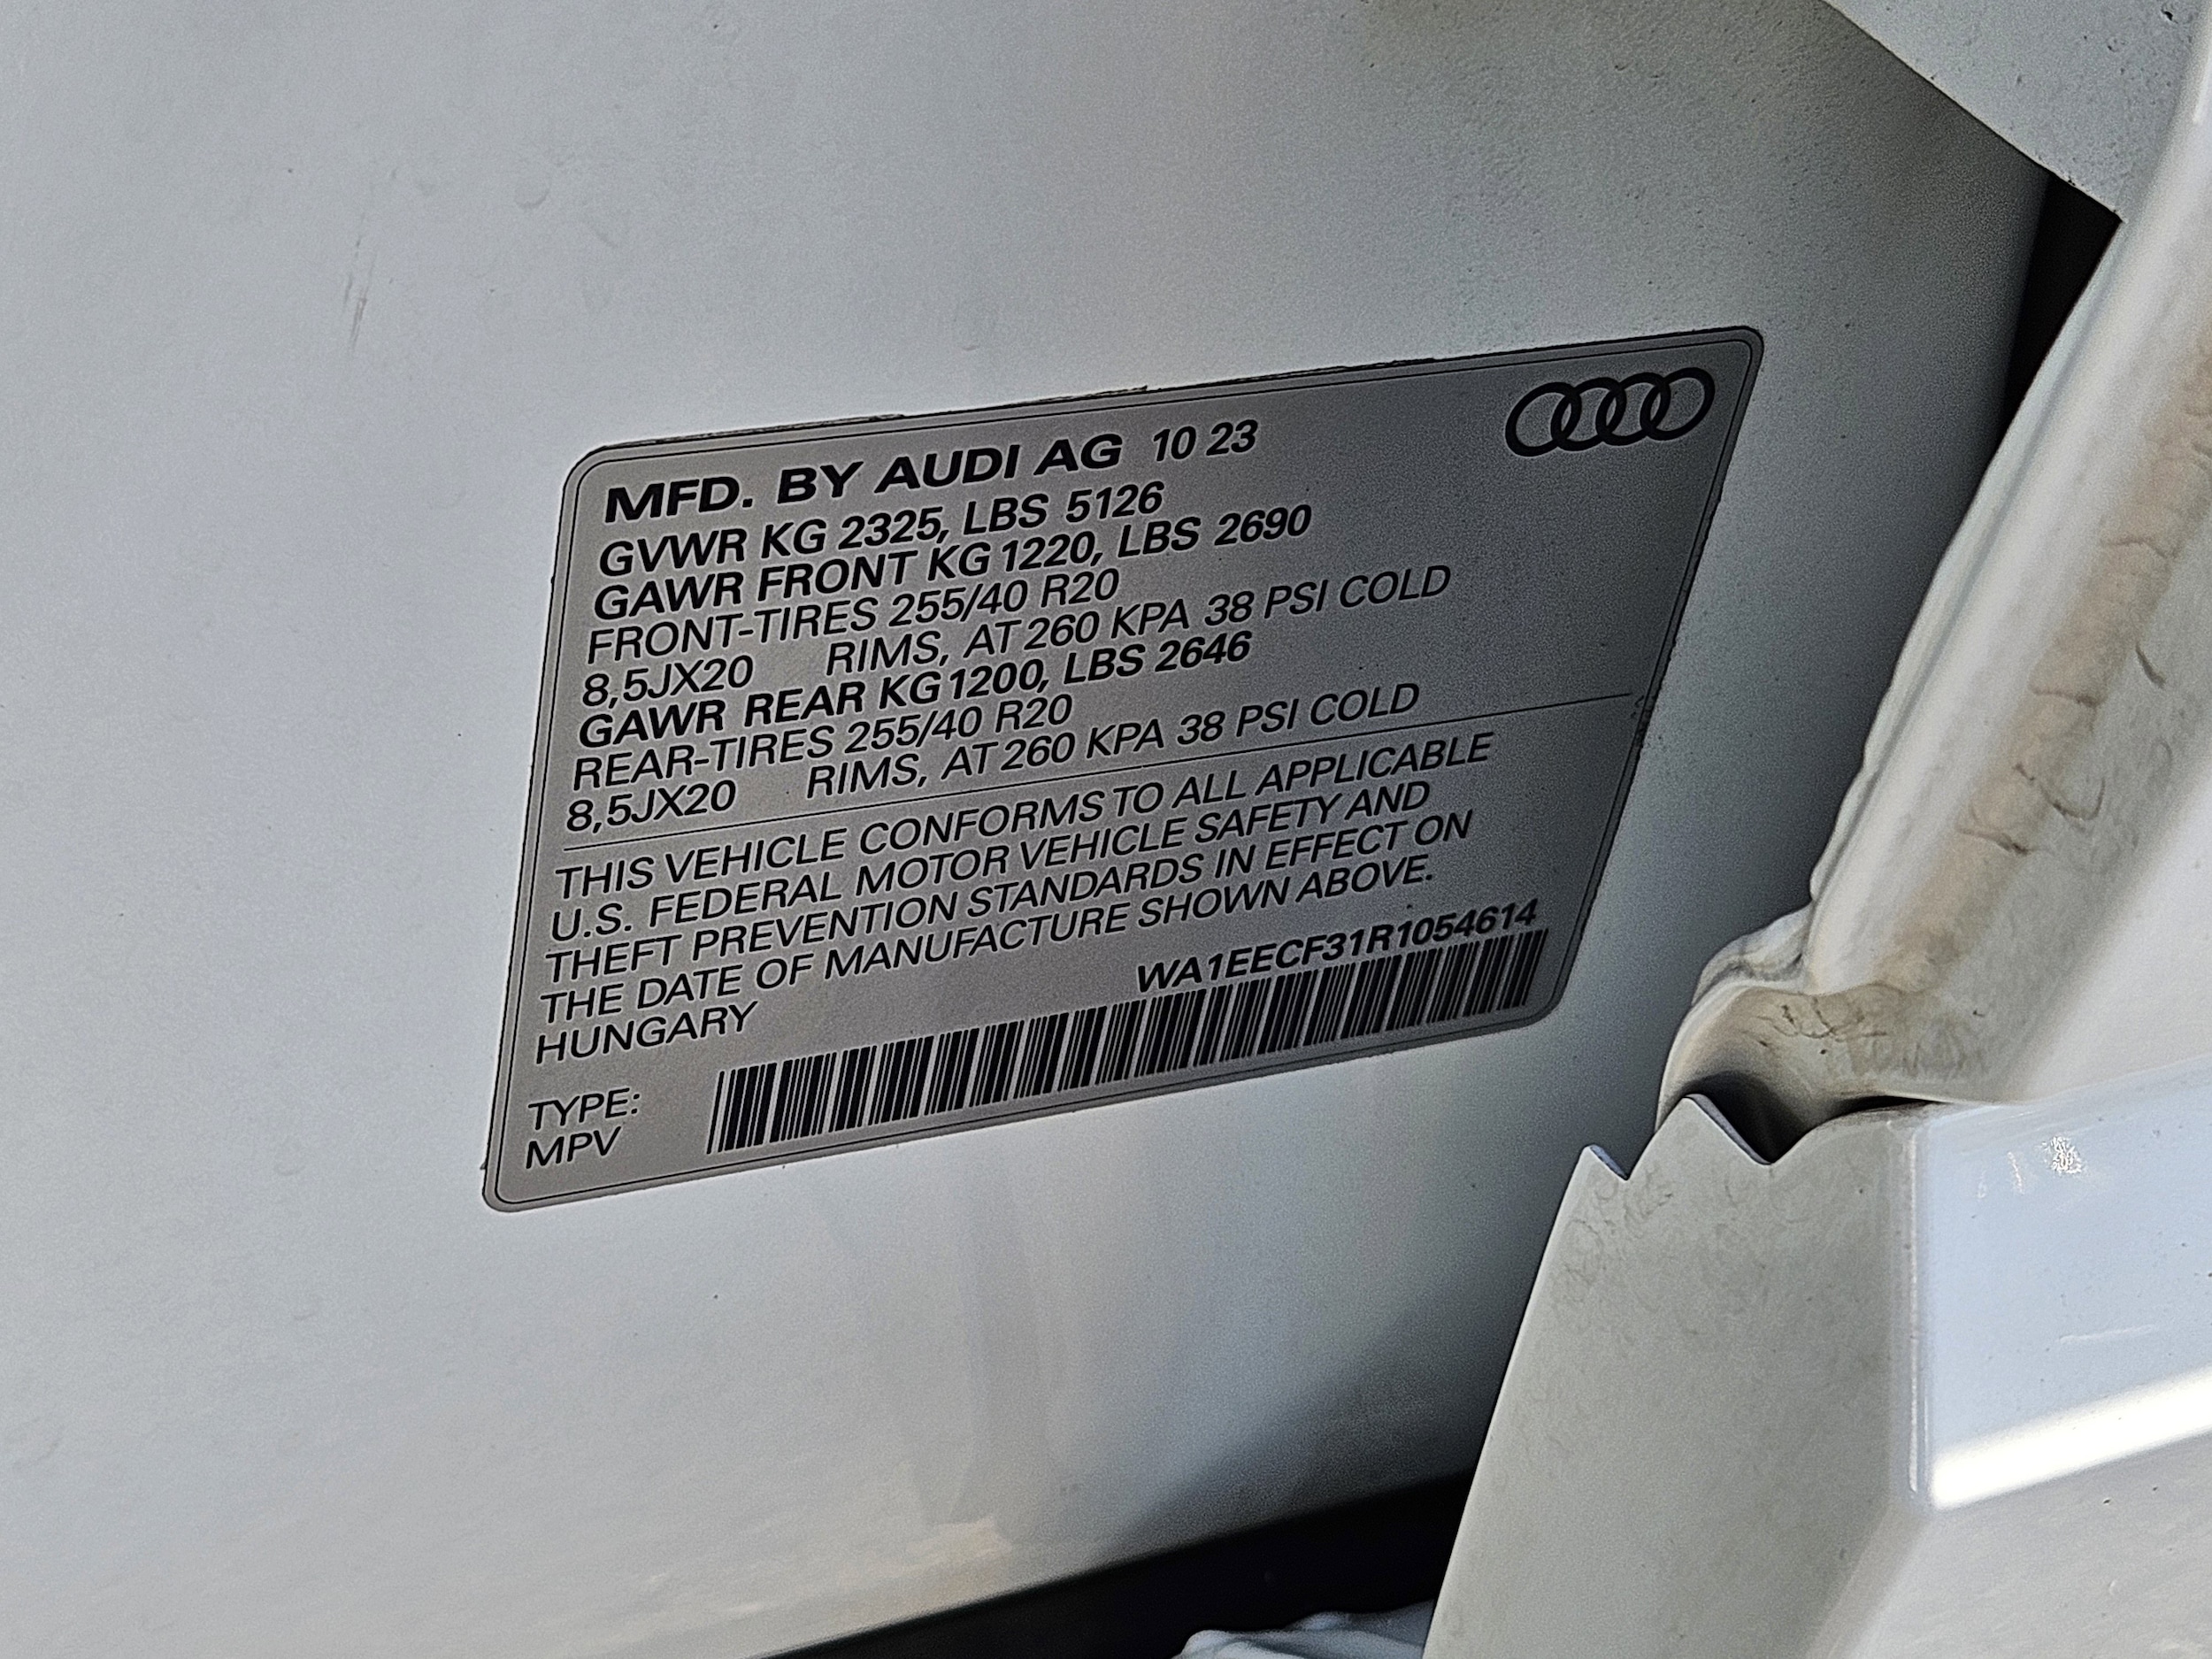 MFD. BY AUDI AG 10 23
GVWR KG 2325, LBS 5126
GAWR FRONT KG 1220, LBS 2690
FRONT-TIRES 255/40 R20
8,5JX20 RIMS, AT 260 KPA 38 PSI COLD
GAWR REAR KG 1200, LBS 2646
REAR-TIRES 255/40 R20
8,5JX20 RIMS, AT 260 KPA 38 PSI COLD
THIS VEHICLE CONFORMS TO ALL APPLICABLE
U.S. FEDERAL MOTOR VEHICLE SAFETY AND
THEFT PREVENTION STANDARDS IN EFFECT ON
THE DATE OF MANUFACTURE SHOWN ABOVE.
HUNGARY
WA1EECF31R1054614
TYPE:
MPV